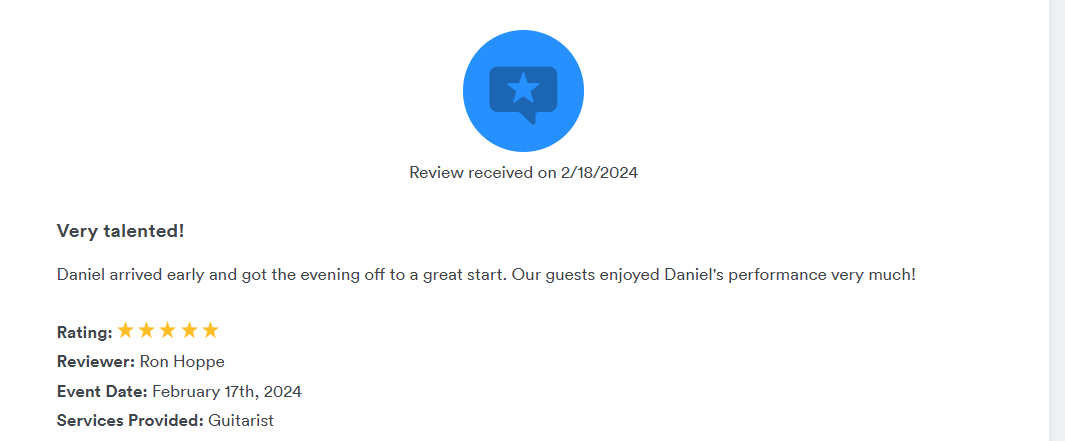 Review received on 2/18/2024
Very talented!
Daniel arrived early and got the evening off to a great start. Our guests enjoyed Daniel's performance very much!
Rating:
Reviewer: Ron Hoppe
Event Date: February 17th, 2024
Services Provided: Guitarist